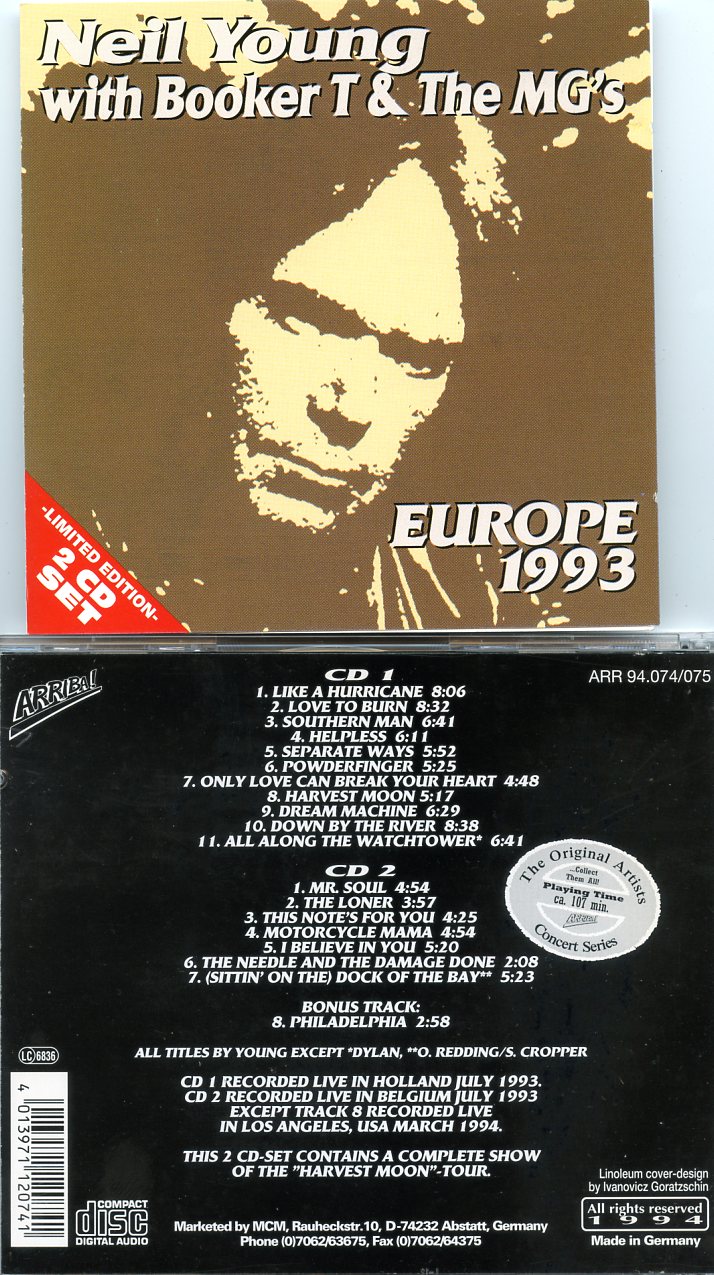 Neil Young
with Booker T & The MG's
EUROPE
1993
-LIMITED EDITION-
2 CD
SET
ARRIBA!
ARR 94.074/075
CD 1
1. LIKE A HURRICANE 8:06
2. LOVE TO BURN 8:32
3. SOUTHERN MAN 6:41
4. HELPLESS 6:11
5. SEPARATE WAYS 5:52
6. POWDERFINGER 5:25
7. ONLY LOVE CAN BREAK YOUR HEART 4:48
8. HARVEST MOON 5:17
9. DREAM MACHINE 6:29
10. DOWN BY THE RIVER 8:38
11. ALL ALONG THE WATCHTOWER* 6:41
CD 2
1. MR. SOUL 4:54
2. THE LONER 3:57
3. THIS NOTE'S FOR YOU 4:25
4. MOTORCYCLE MAMA 4:54
5. I BELIEVE IN YOU 5:20
6. THE NEEDLE AND THE DAMAGE DONE 2:08
7. (SITTIN' ON THE) DOCK OF THE BAY** 5:23
BONUS TRACK:
8. PHILADELPHIA 2:58
The Original Artists
...Collect
Them All!
Playing Time
ca. 107 min.
ARRIBA!
Concert Series
LC 6836
ALL TITLES BY YOUNG EXCEPT *DYLAN, **O. REDDING/S. CROPPER
CD 1 RECORDED LIVE IN HOLLAND JULY 1993.
CD 2 RECORDED LIVE IN BELGIUM JULY 1993
EXCEPT TRACK 8 RECORDED LIVE
IN LOS ANGELES, USA MARCH 1994.
THIS 2 CD-SET CONTAINS A COMPLETE SHOW
OF THE "HARVEST MOON"-TOUR.
4 013971 120741
COMPACT
disc
DIGITAL AUDIO
Marketed by MCM, Rauheckstr.10, D-74232 Abstatt, Germany
Phone (0)7062/63675, Fax (0)7062/64375
Linoleum cover-design
by Ivanovicz Goratzschin
All rights reserved
1994
Made in Germany